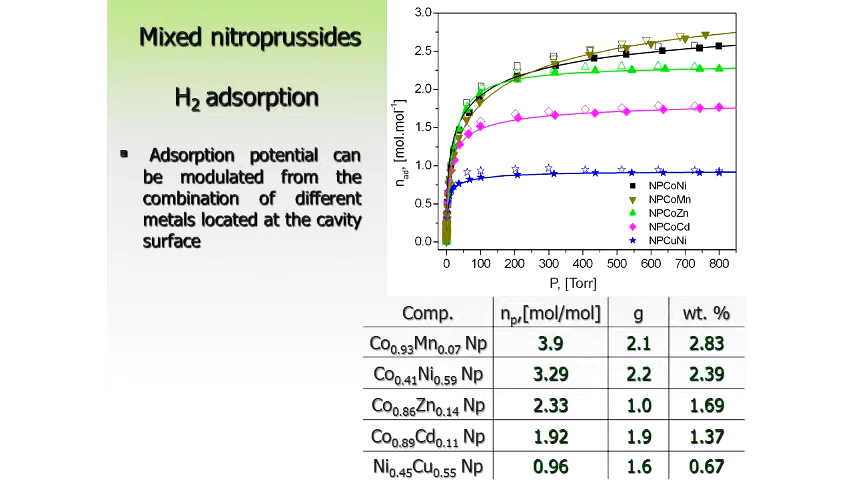 Mixed nitroprussides
H2 adsorption
▪ Adsorption potential can
be modulated from the
combination of different
metals located at the cavity
surface
3.0
2.5
2.0
1.5
1.0
0.5
0.0
nad, [mol.mol-1]
NPCoNi
NPCoMn
NPCoZn
NPCoCd
NPCuNi
0 100 200 300 400 500 600 700 800
P, [Torr]
Comp. np,[mol/mol] g wt. %
Co0.93Mn0.07 Np 3.9 2.1 2.83
Co0.41Ni0.59 Np 3.29 2.2 2.39
Co0.86Zn0.14 Np 2.33 1.0 1.69
Co0.89Cd0.11 Np 1.92 1.9 1.37
Ni0.45Cu0.55 Np 0.96 1.6 0.67